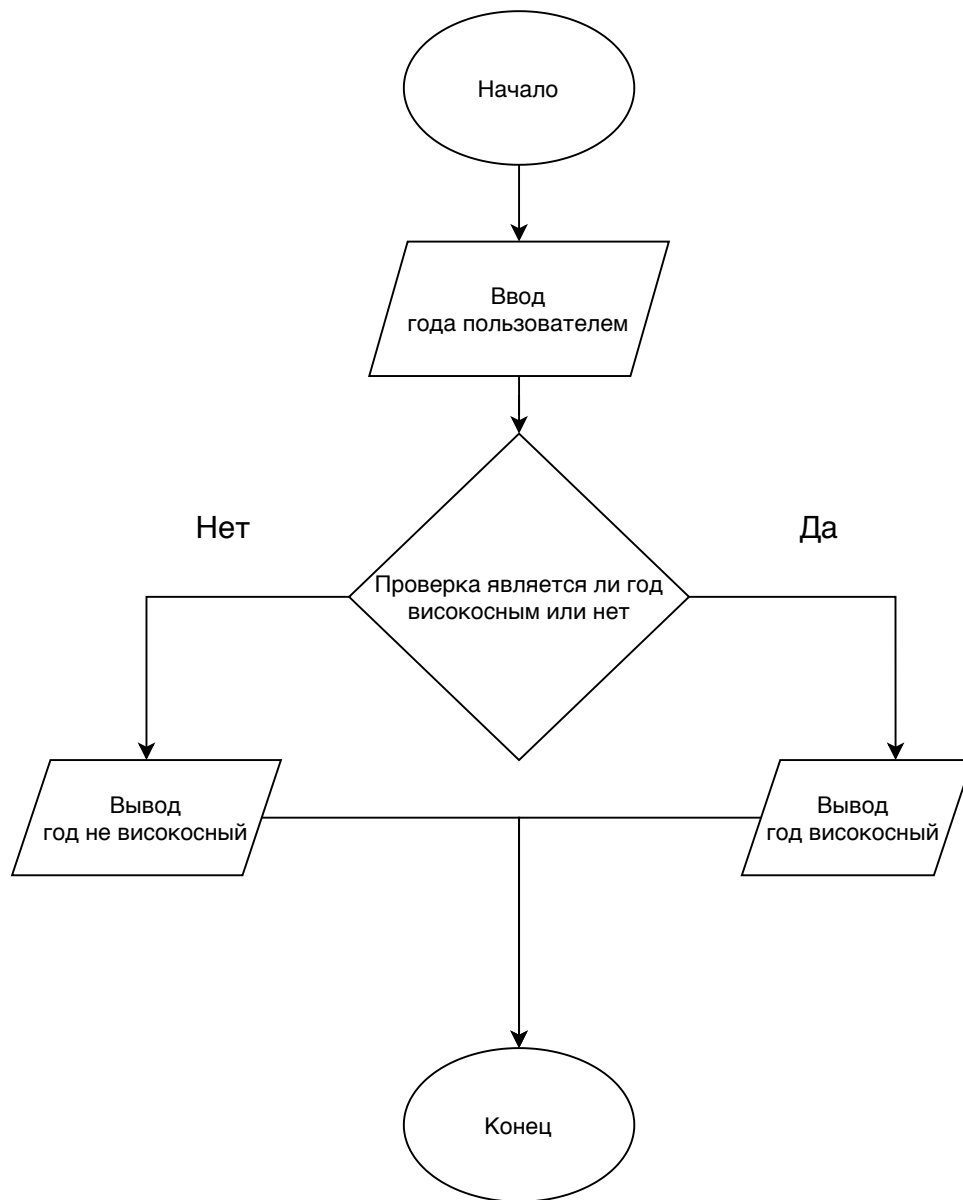 Начало
Ввод
года пользователем
Нет
Да
Проверка является ли год
високосным или нет
Вывод
год не високосный
Вывод
год високосный
Конец